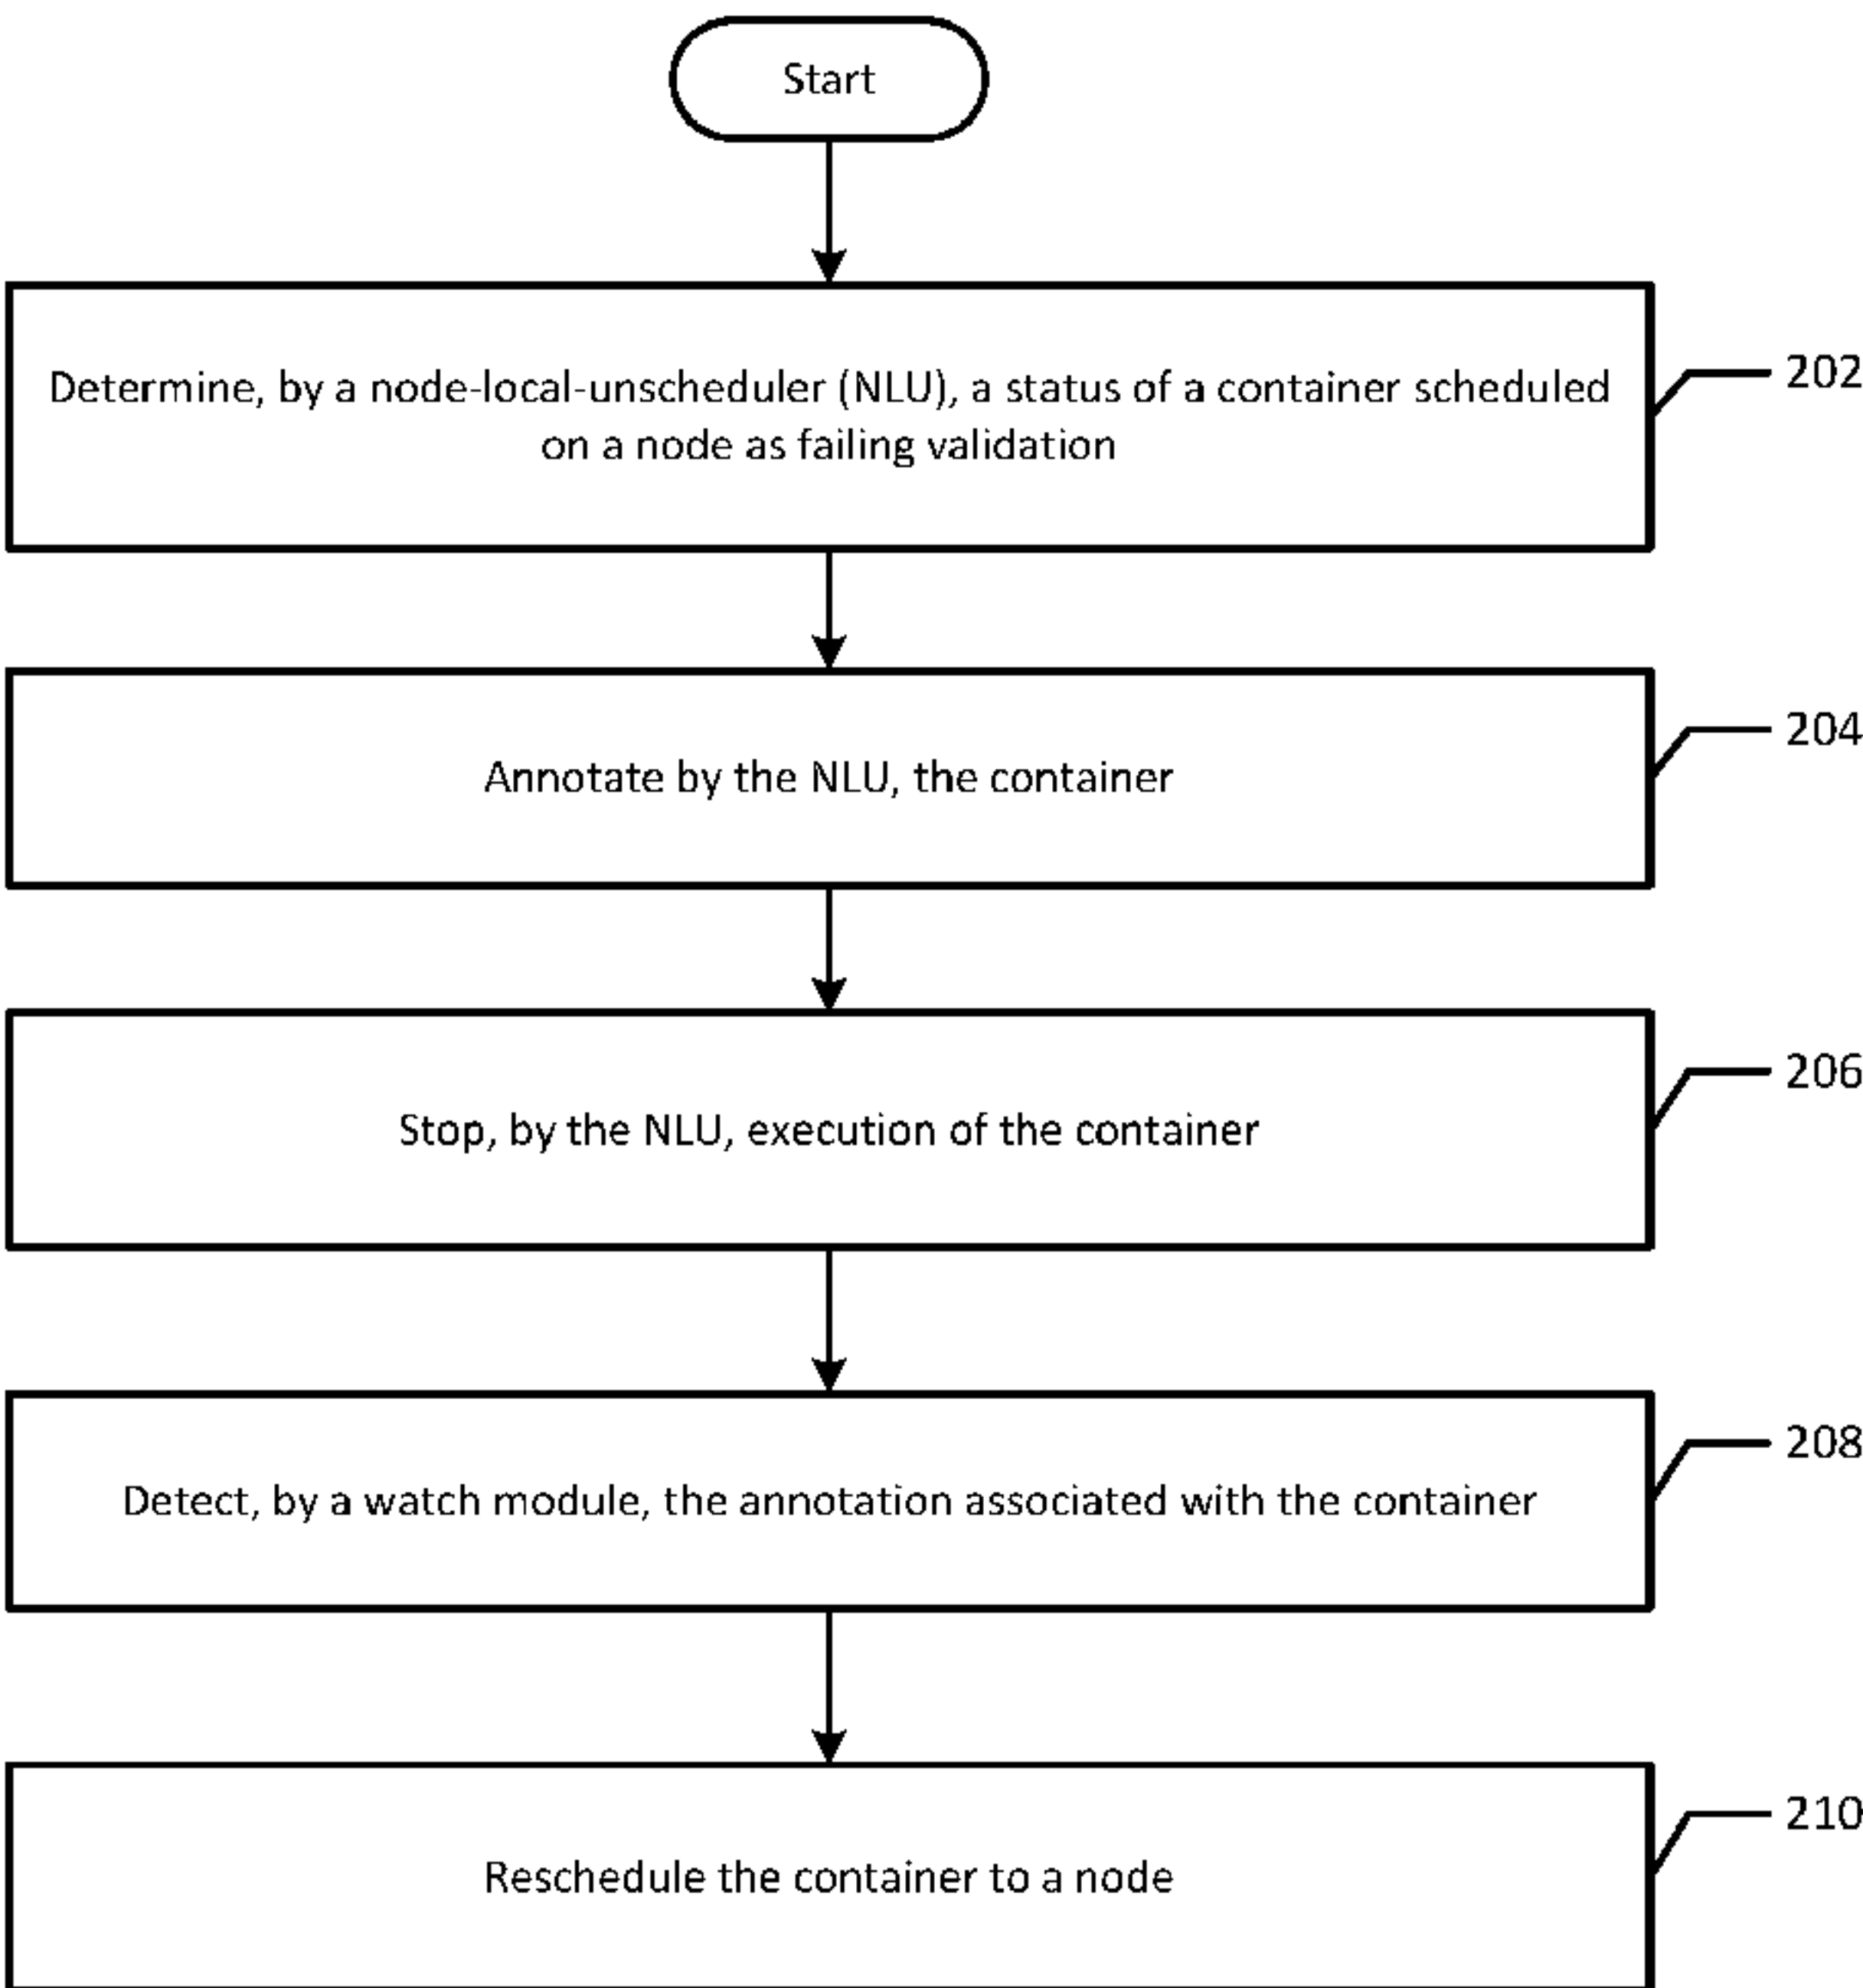 Start
Determine, by a node-local-unscheduler (NLU), a status of a container scheduled
on a node as failing validation
202
Annotate by the NLU, the container
204
Stop, by the NLU, execution of the container
206
Detect, by a watch module, the annotation associated with the container
208
Reschedule the container to a node
210